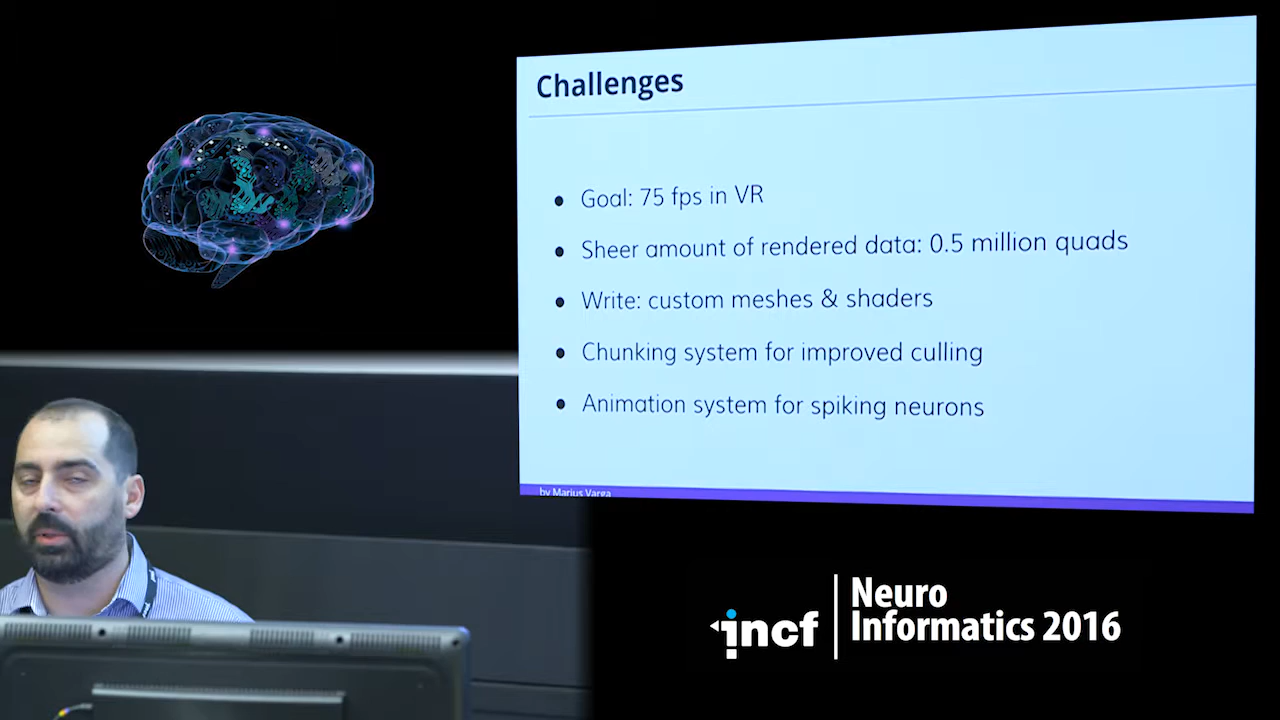 Challenges
Goal: 75 fps in VR
Sheer amount of rendered data: 0.5 million quads
Write: custom meshes & shaders
Chunking system for improved culling
Animation system for spiking neurons
by Marius Varga
incf
Neuro
Informatics 2016